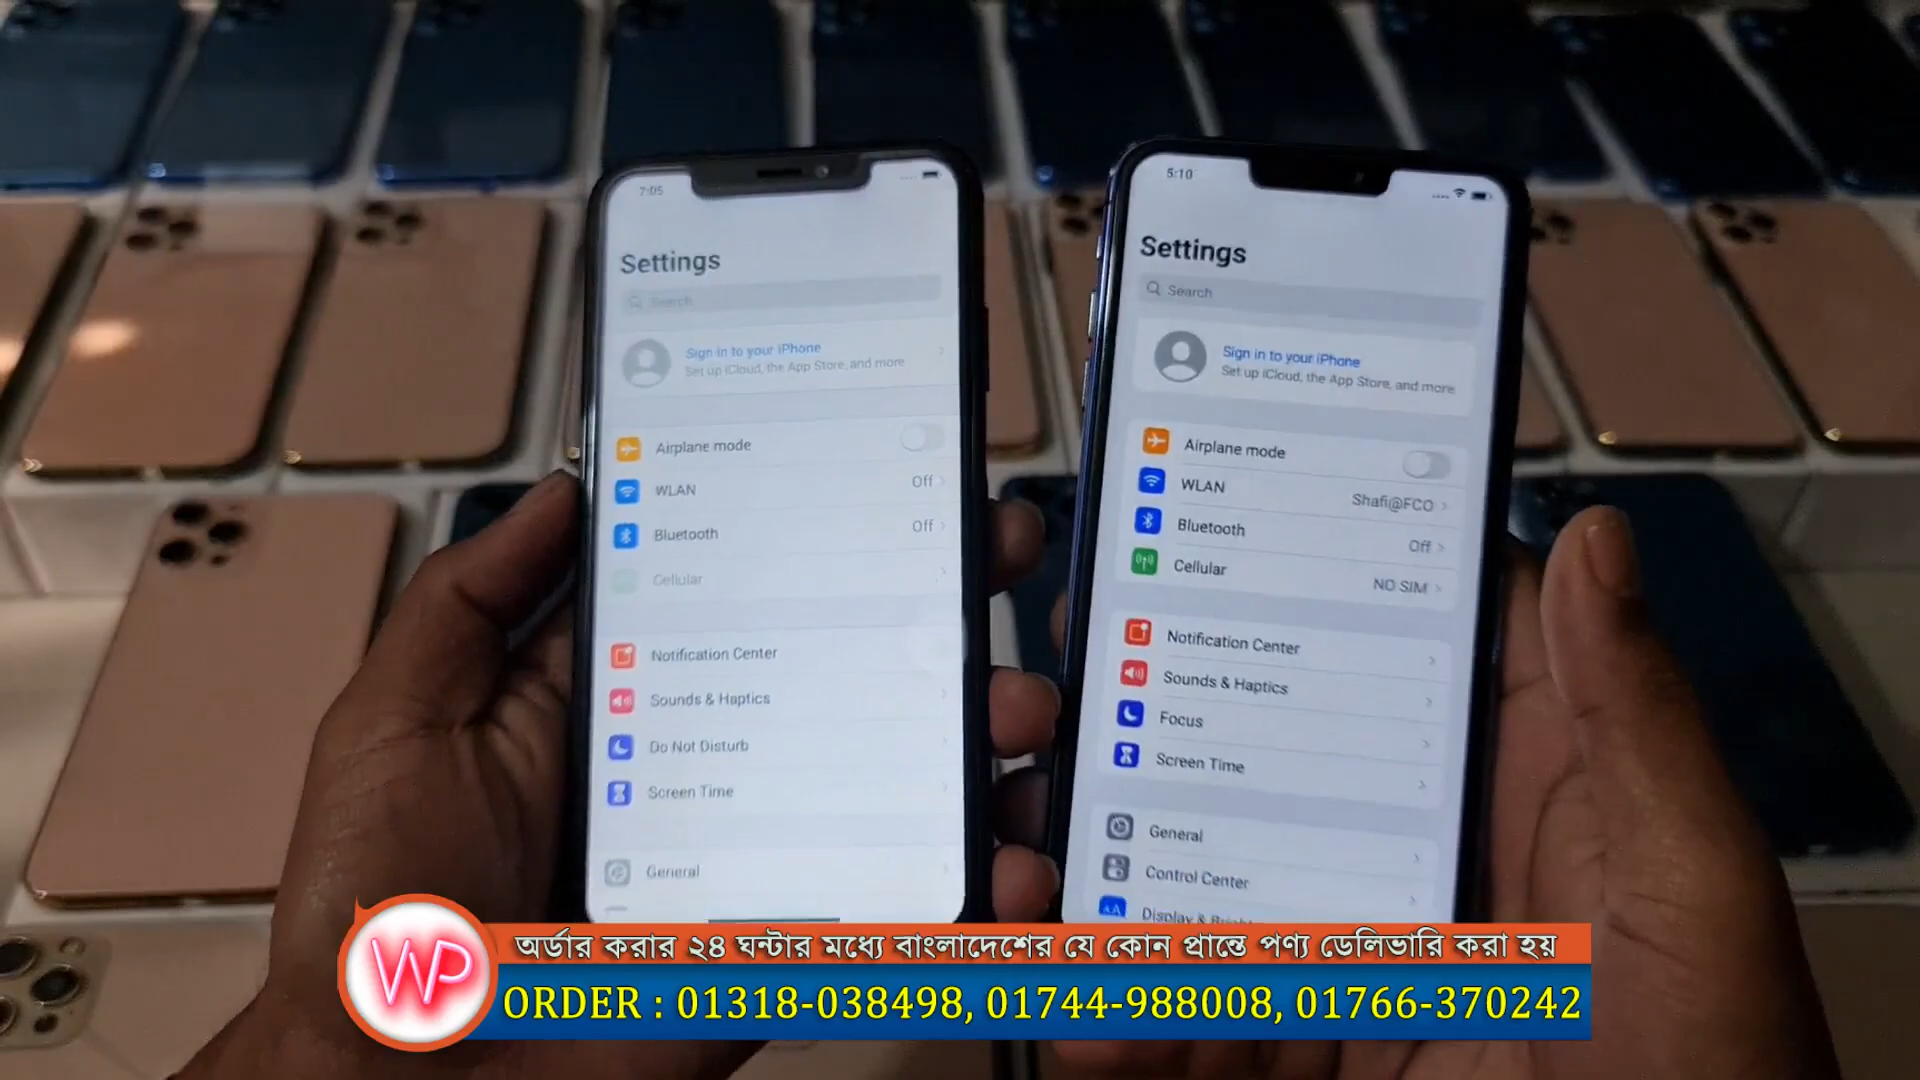 7:05
Settings
Search
Sign in to your iPhone
Set up iCloud, the App Store, and more
Airplane mode
WLAN Off
Bluetooth Off
Cellular
Notification Center
Sounds & Haptics
Do Not Disturb
Screen Time
General
5:10
Settings
Search
Sign in to your iPhone
Set up iCloud, the App Store, and more
Airplane mode
WLAN Shafi@FCO
Bluetooth Off
Cellular NO SIM
Notification Center
Sounds & Haptics
Focus
Screen Time
General
Control Center
AA Display &
WP
অর্ডার করার ২৪ ঘন্টার মধ্যে বাংলাদেশের যে কোন প্রান্তে পণ্য ডেলিভারি করা হয়
ORDER : 01318-038498, 01744-988008, 01766-370242